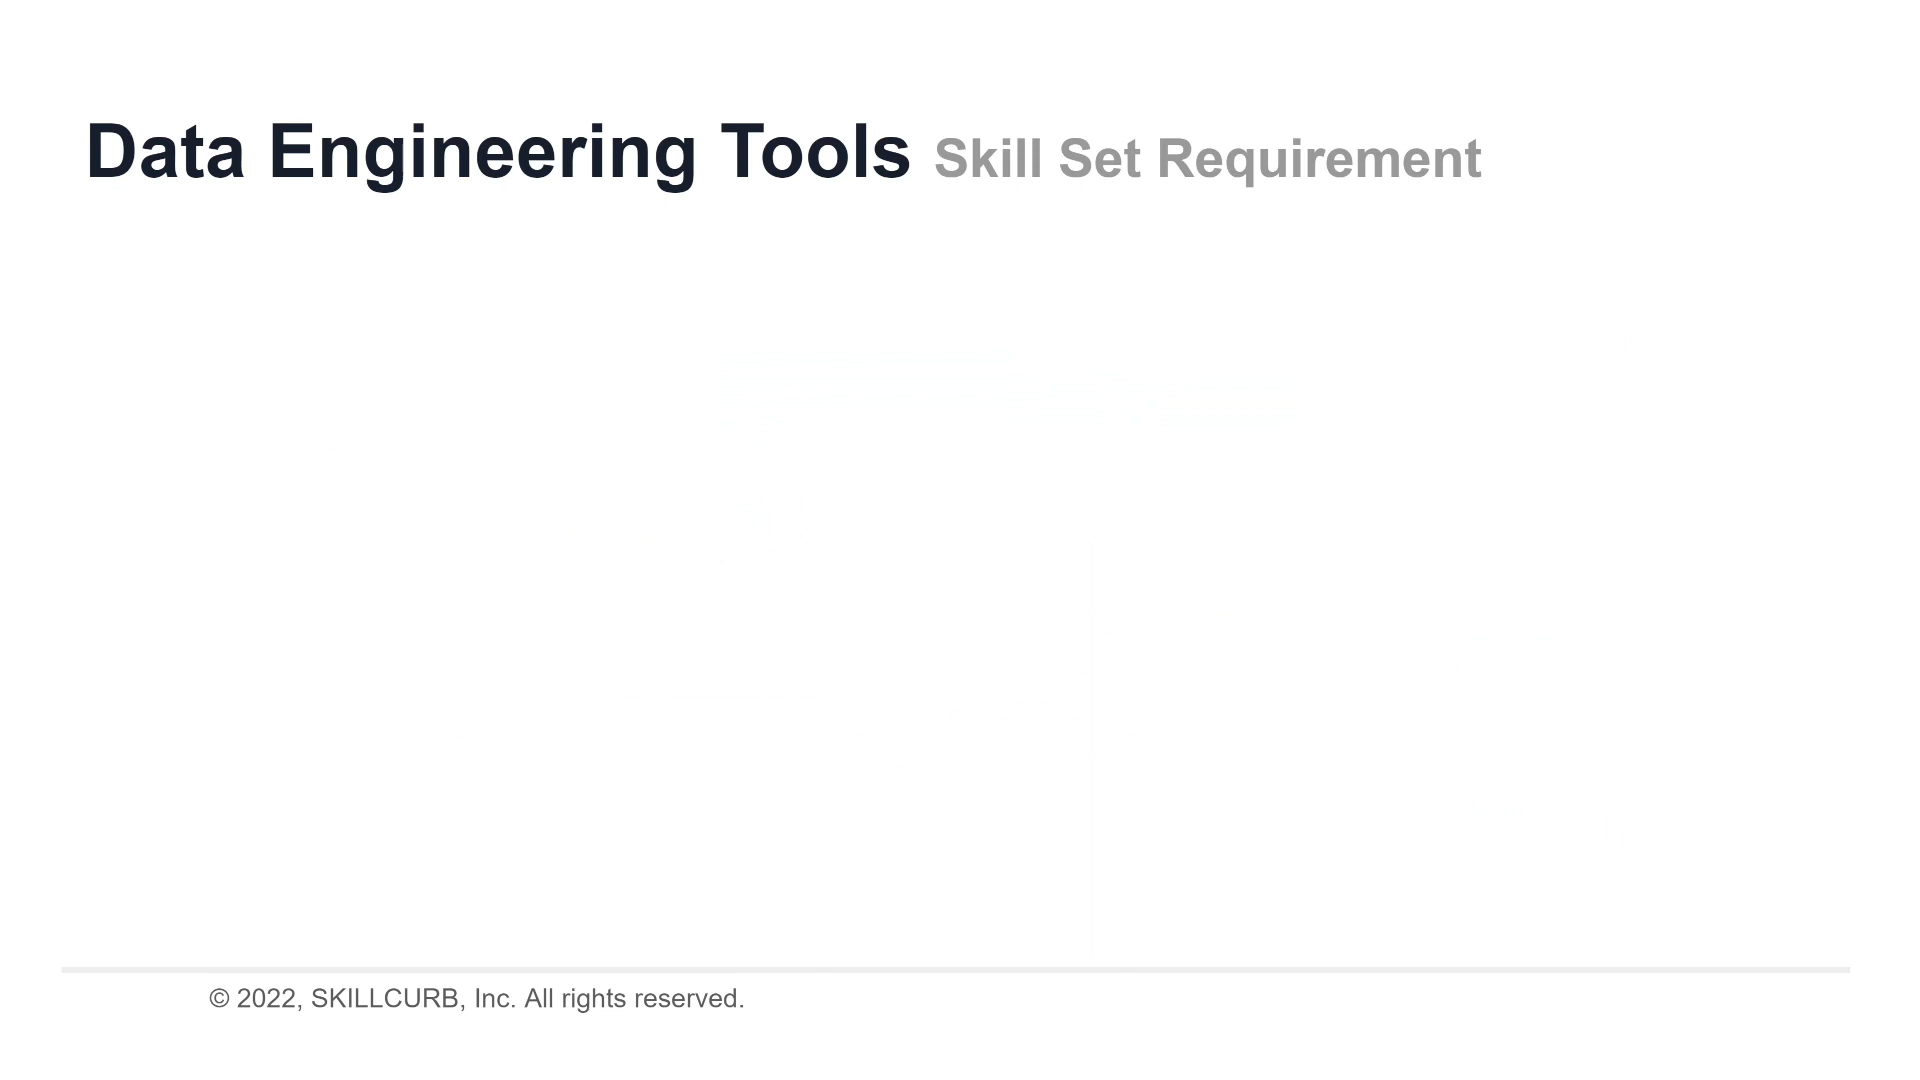 Data Engineering Tools Skill Set Requirement
© 2022, SKILLCURB, Inc. All rights reserved.